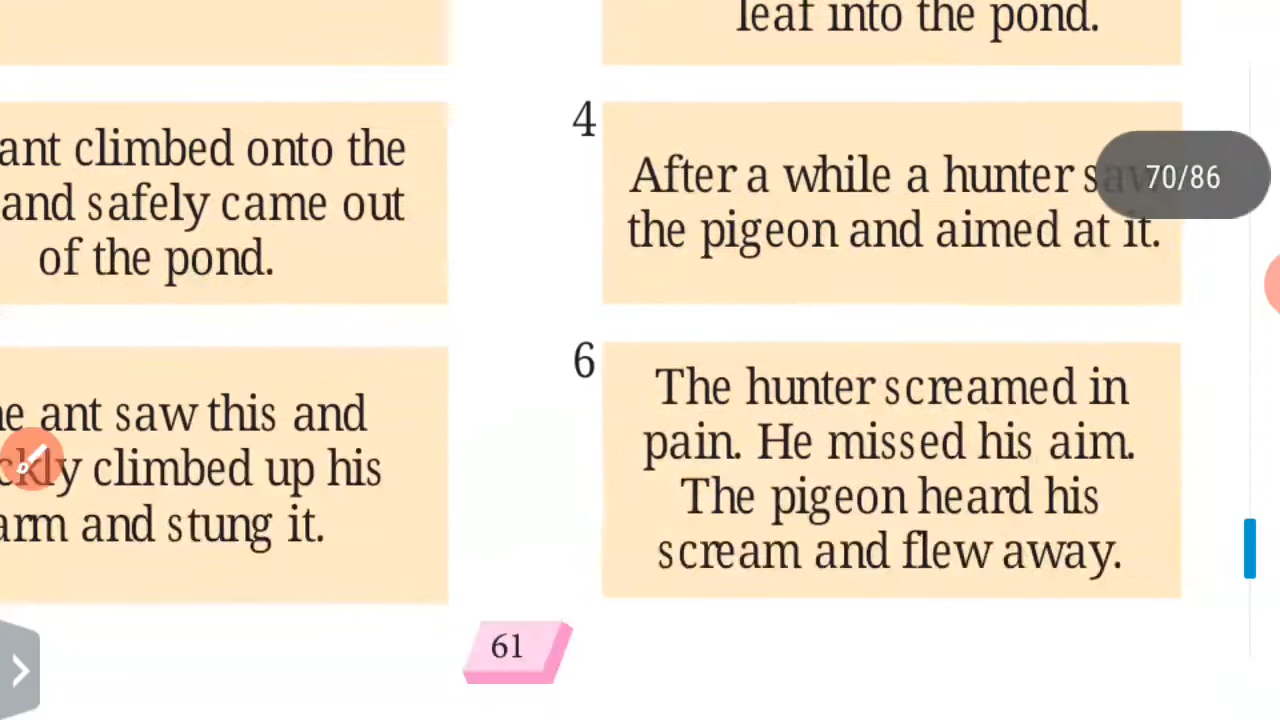 leaf into the pond.
ant climbed onto the
and safely came out
of the pond.
4
After a while a hunter
the pigeon and aimed at it.
70/86
ant saw this and
climbed up his
arm and stung it.
6
The hunter screamed in
pain. He missed his aim.
The pigeon heard his
scream and flew away.
61